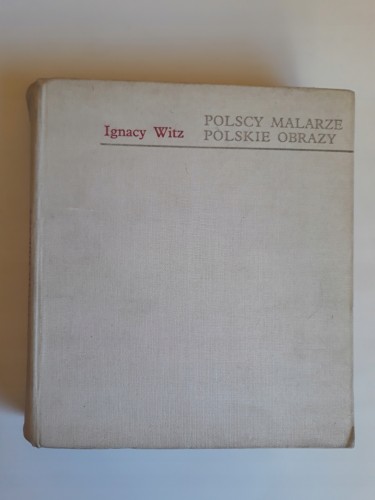 Ignacy Witz
POLSCY MALARZE
POLSKIE OBRAZY